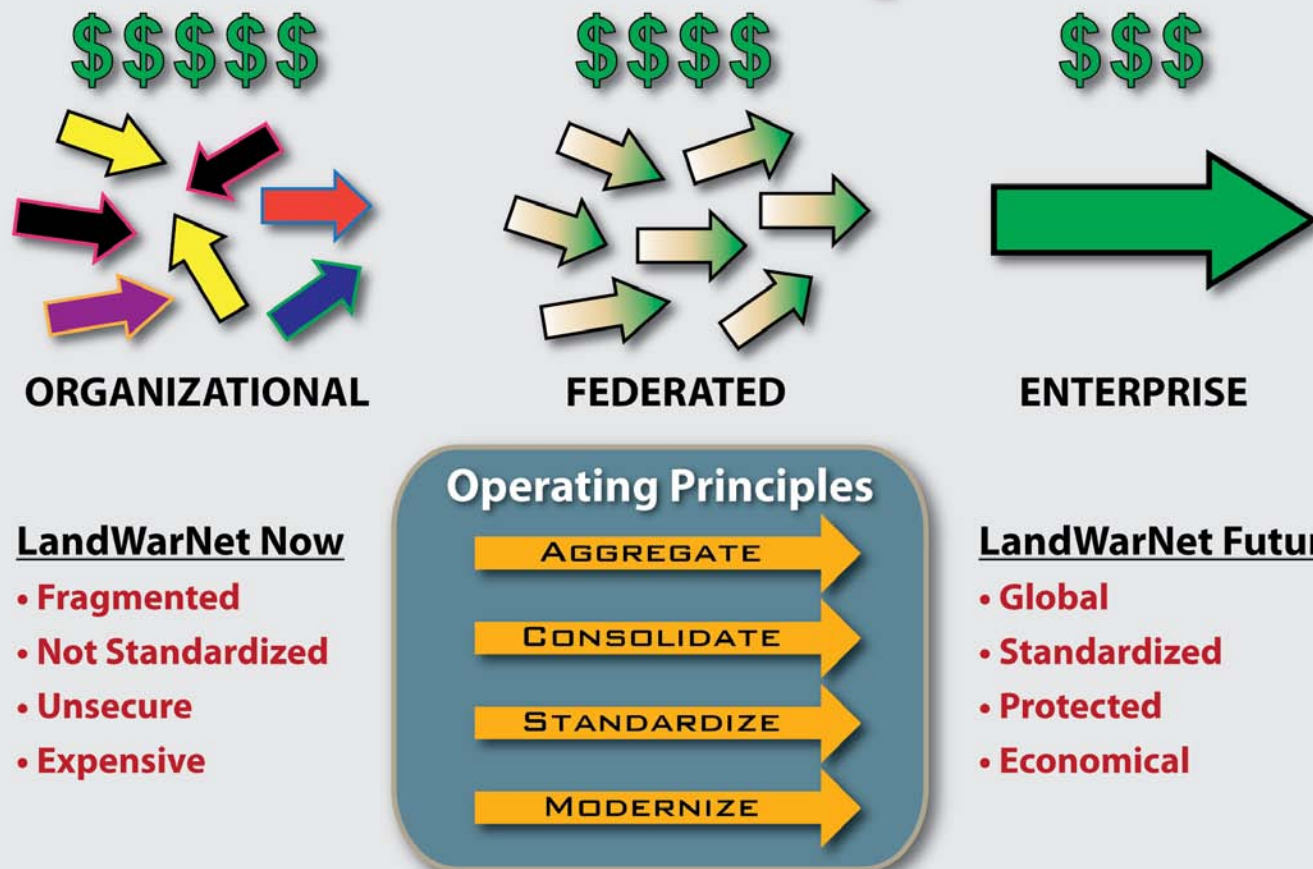 $$$$$
$$$$
$$$
ORGANIZATIONAL
FEDERATED
ENTERPRISE
LandWarNet Now
• Fragmented
• Not Standardized
• Unsecure
• Expensive
Operating Principles
AGGREGATE
CONSOLIDATE
STANDARDIZE
MODERNIZE
LandWarNet Futur
• Global
• Standardized
• Protected
• Economical